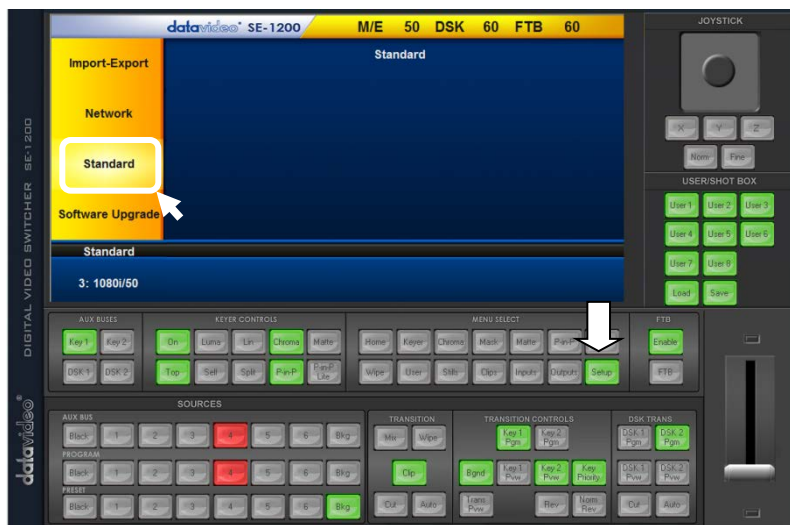 datavideo SE-1200 M/E 50 DSK 60 FTB 60
Import-Export
Network
Standard
Software Upgrade
Standard
Standard
3: 1080i/50
JOYSTICK
X Y Z
Norm Fine
USER/SHOT BOX
User 1 User 2 User 3
User 4 User 5 User 6
User 7 User 8
Load Save
DIGITAL VIDEO SWITCHER SE-1200
datavideo
AUX BUSES
Key 1 Key 2
DSK 1 DSK 2
KEYER CONTROLS
On Luma Lin Chroma Matte
Top Self Split P-in-P P-in-P Lite
MENU SELECT
Home Keyer Chroma Mask Matte P-in-P
Wipe User Stills Clips Inputs Outputs Setup
FTB
Enable
FTB
SOURCES
AUX BUS
Black 1 2 3 4 5 6 Bkg
PROGRAM
Black 1 2 3 4 5 6 Bkg
PRESET
Black 1 2 3 4 5 6 Bkg
TRANSITION
Mix Wipe
Clip
Cut Auto
TRANSITION CONTROLS
Key 1 Pgm Key 2 Pgm
Bgnd Key 1 Pvw Key 2 Pvw Key Priority
Trans Pvw Rev Norm Rev
DSK TRANS
DSK 1 Pgm DSK 2 Pgm
DSK 1 Pvw DSK 2 Pvw
Cut Auto